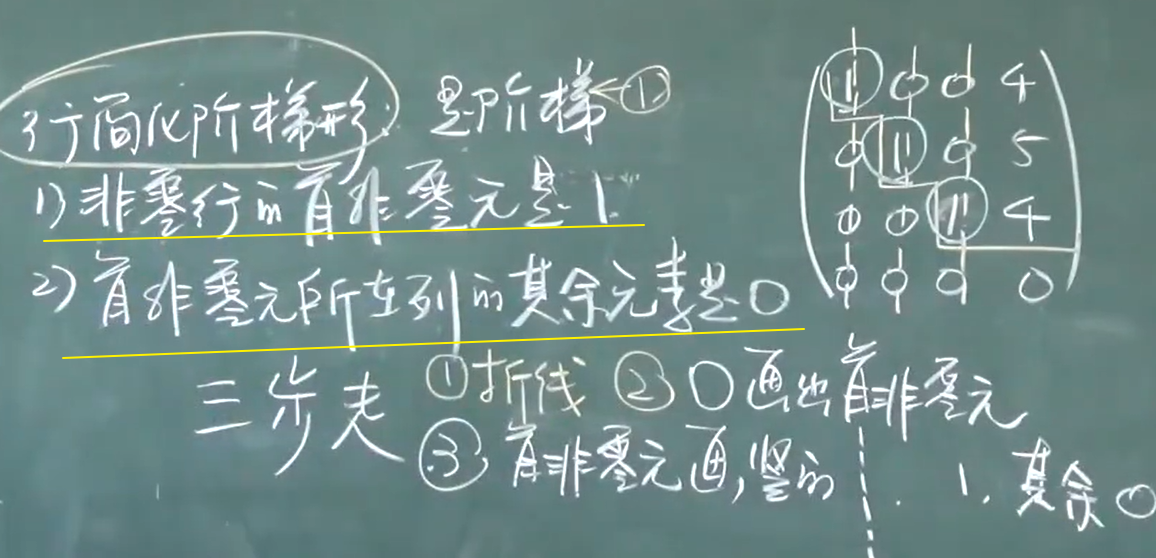 行简化阶梯形 是阶梯←①
1) 非零行的首非零元是1.
2) 首非零元所在列的其余元素是0
三步走 ①折线 ②〇画出首非零元
③首非零元画,竖的 . 1. 其余0
1 0 0 4
0 1 0 5
0 0 1 4
0 0 0 0